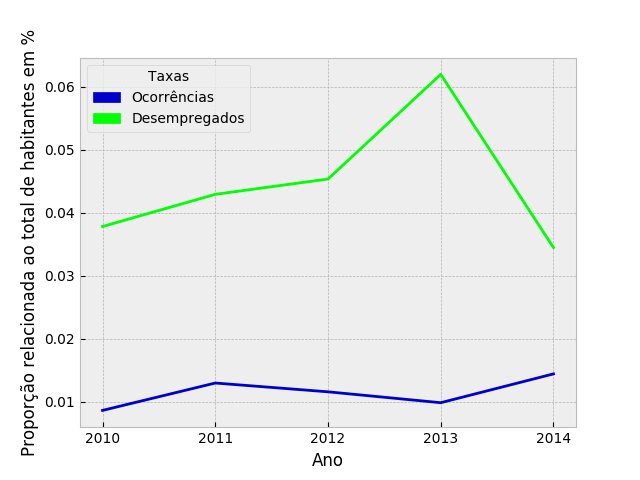 Proporção relacionada ao total de habitantes em %
0.06
0.05
0.04
0.03
0.02
0.01
Taxas
Ocorrências
Desempregados
2010 2011 2012 2013 2014
Ano